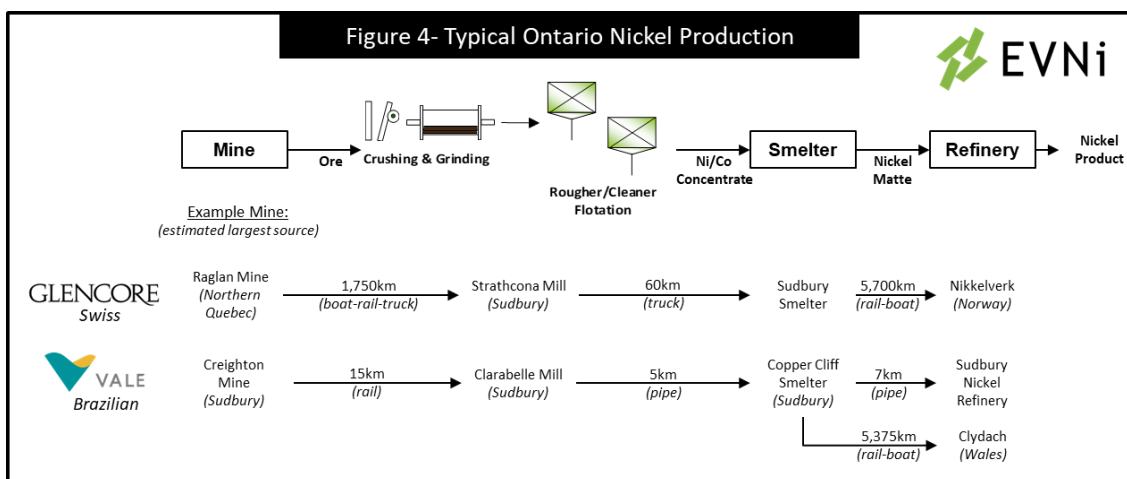 Figure 4- Typical Ontario Nickel Production
EVNi
Mine
Ore
Crushing & Grinding
Rougher/Cleaner
Flotation
Ni/Co
Concentrate
Smelter
Nickel
Matte
Refinery
Nickel
Product
Example Mine:
(estimated largest source)
GLENCORE
Swiss
Raglan Mine
(Northern
Quebec)
1,750km
(boat-rail-truck)
Strathcona Mill
(Sudbury)
60km
(truck)
Sudbury
Smelter
5,700km
(rail-boat)
Nikkelverk
(Norway)
VALE
Brazilian
Creighton
Mine
(Sudbury)
15km
(rail)
Clarabelle Mill
(Sudbury)
5km
(pipe)
Copper Cliff
Smelter
(Sudbury)
7km
(pipe)
Sudbury
Nickel
Refinery
5,375km
(rail-boat)
Clydach
(Wales)